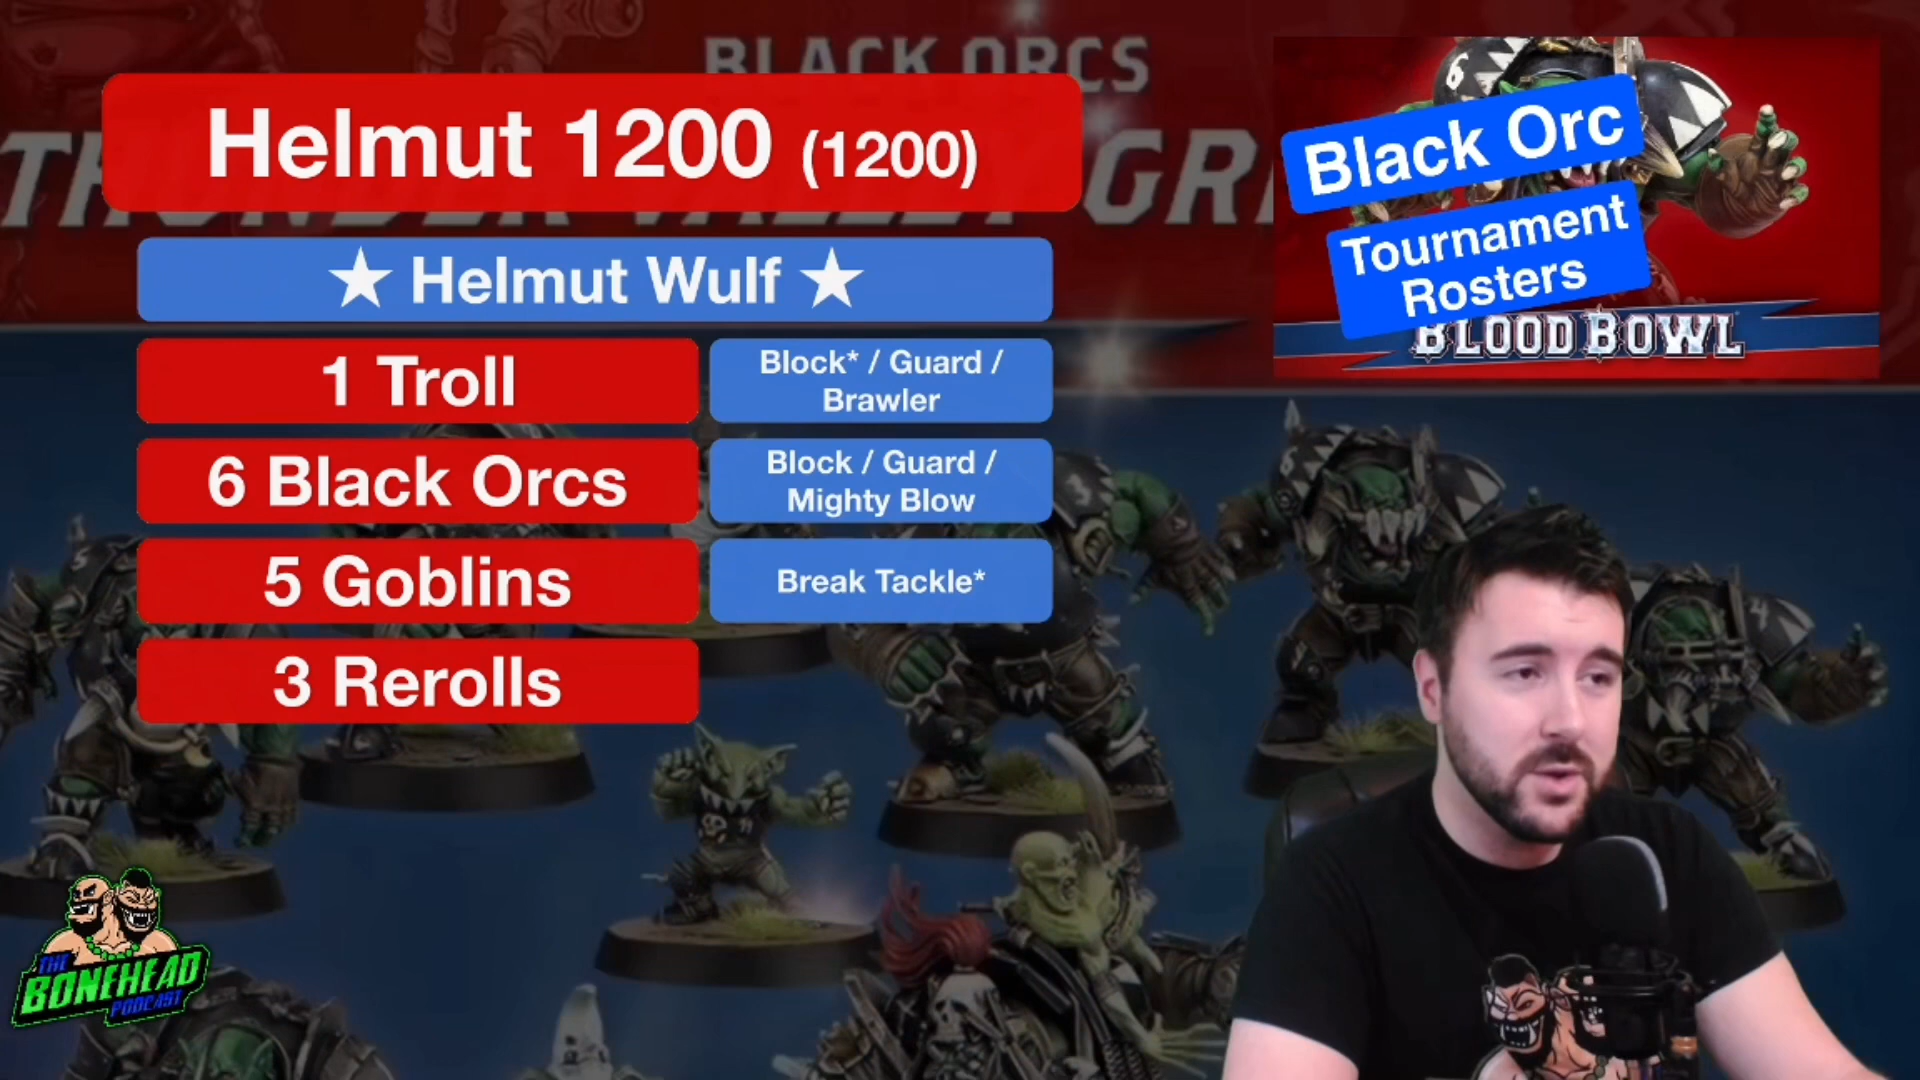 BLACK ORCS
Helmut 1200 (1200)
★ Helmut Wulf ★
1 Troll
Block* / Guard /
Brawler
6 Black Orcs
Block / Guard /
Mighty Blow
5 Goblins
Break Tackle*
3 Rerolls
Black Orc
Tournament
Rosters
BLOOD BOWL
THE
BONEHEAD
PODCAST